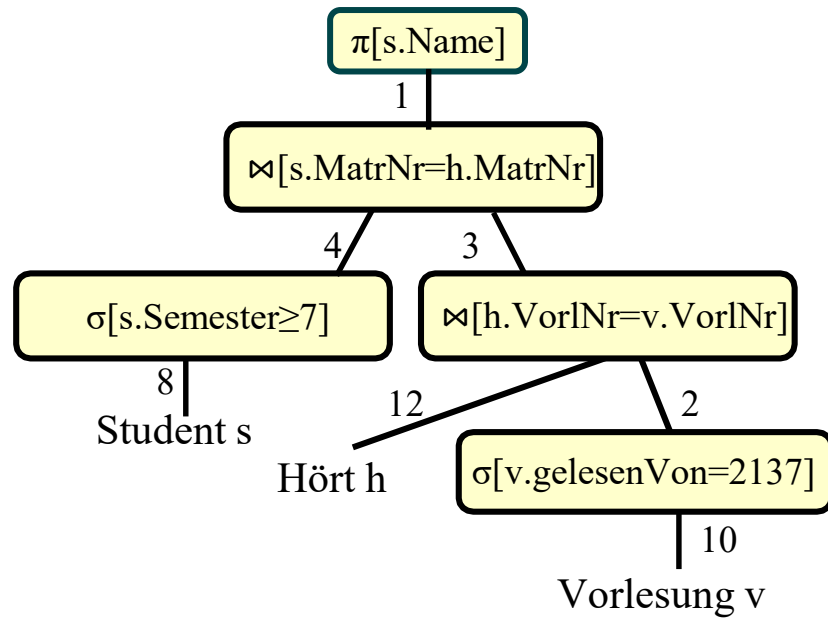 π[s.Name]
1
⋈[s.MatrNr=h.MatrNr]
4
3
σ[s.Semester≥7]
⋈[h.VorlNr=v.VorlNr]
8
12
2
Student s
Hört h
σ[v.gelesenVon=2137]
10
Vorlesung v